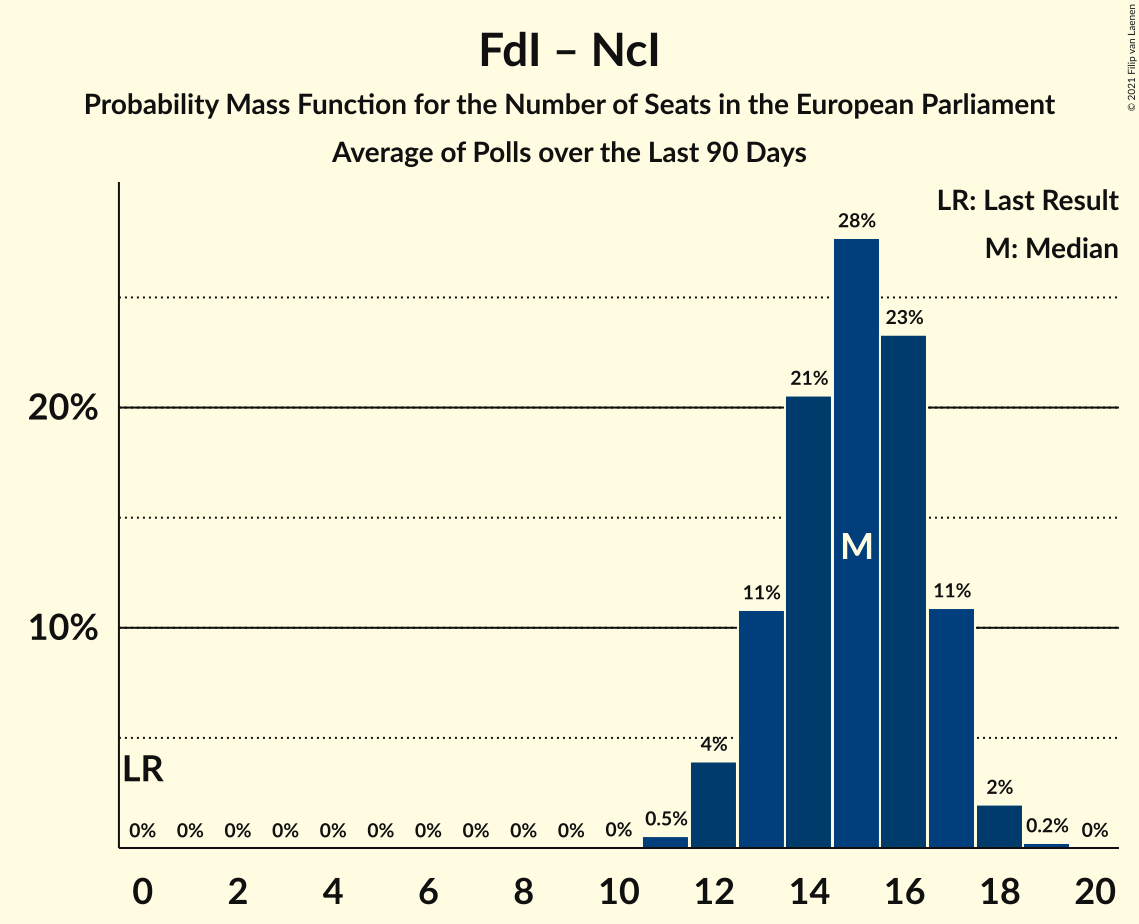 FdI – NcI
Probability Mass Function for the Number of Seats in the European Parliament
Average of Polls over the Last 90 Days
© 2021 Filip van Laenen
LR: Last Result
M: Median
28%
23%
21%
20%
M
11%
11%
10%
4%
LR
2%
0% 0% 0% 0% 0% 0% 0% 0% 0% 0% 0% 0.5% 0.2% 0%
0 2 4 6 8 10 12 14 16 18 20